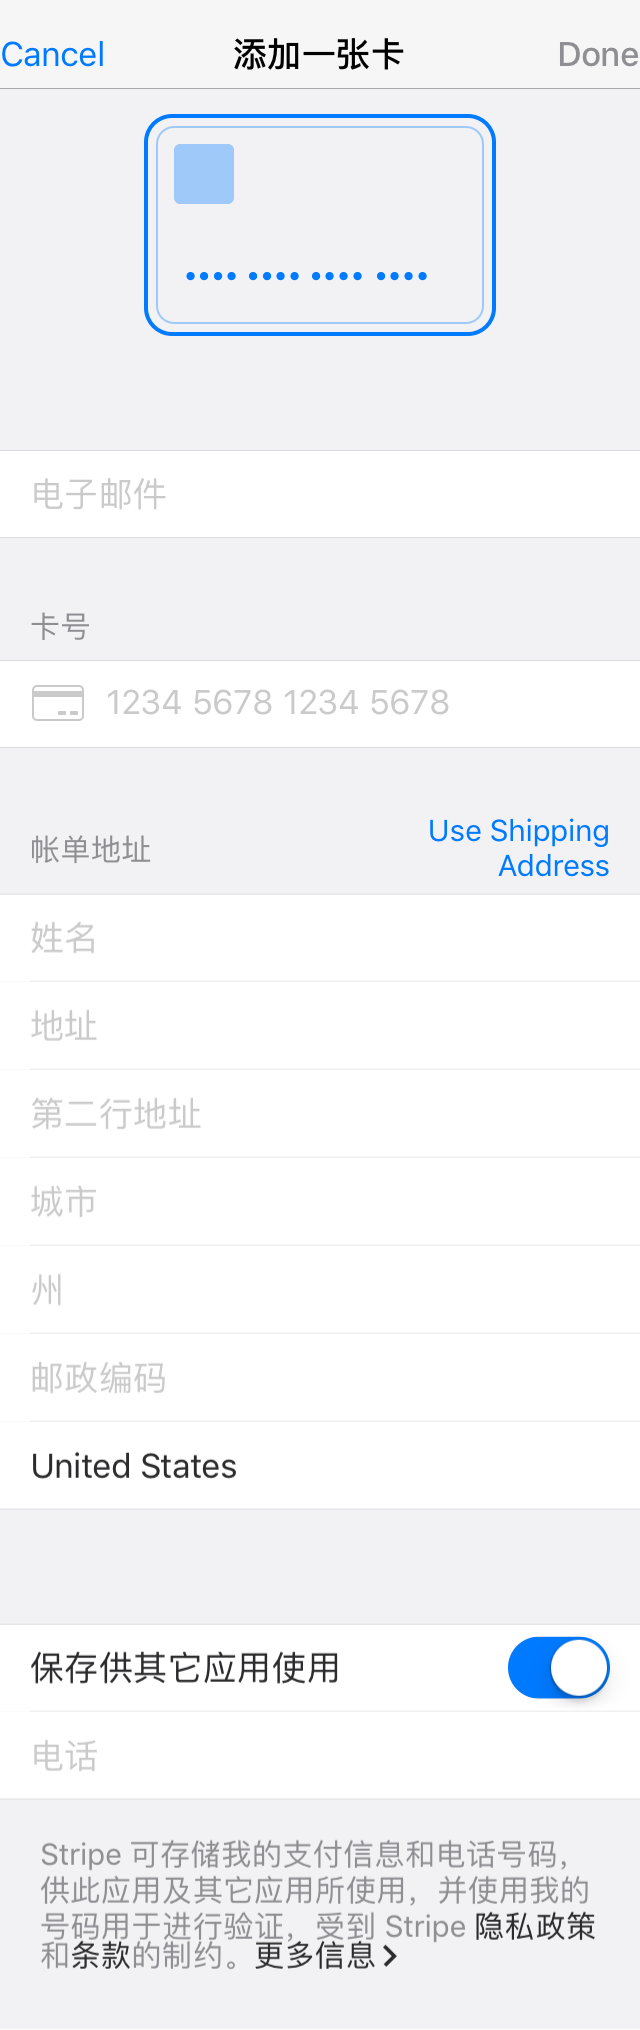 Cancel 添加一张卡 Done
•••• •••• •••• ••••
电子邮件
卡号
1234 5678 1234 5678
帐单地址
Use Shipping
Address
姓名
地址
第二行地址
城市
州
邮政编码
United States
保存供其它应用使用
电话
Stripe 可存储我的支付信息和电话号码，
供此应用及其它应用所使用，并使用我的
号码用于进行验证，受到 Stripe 隐私政策
和条款的制约。更多信息